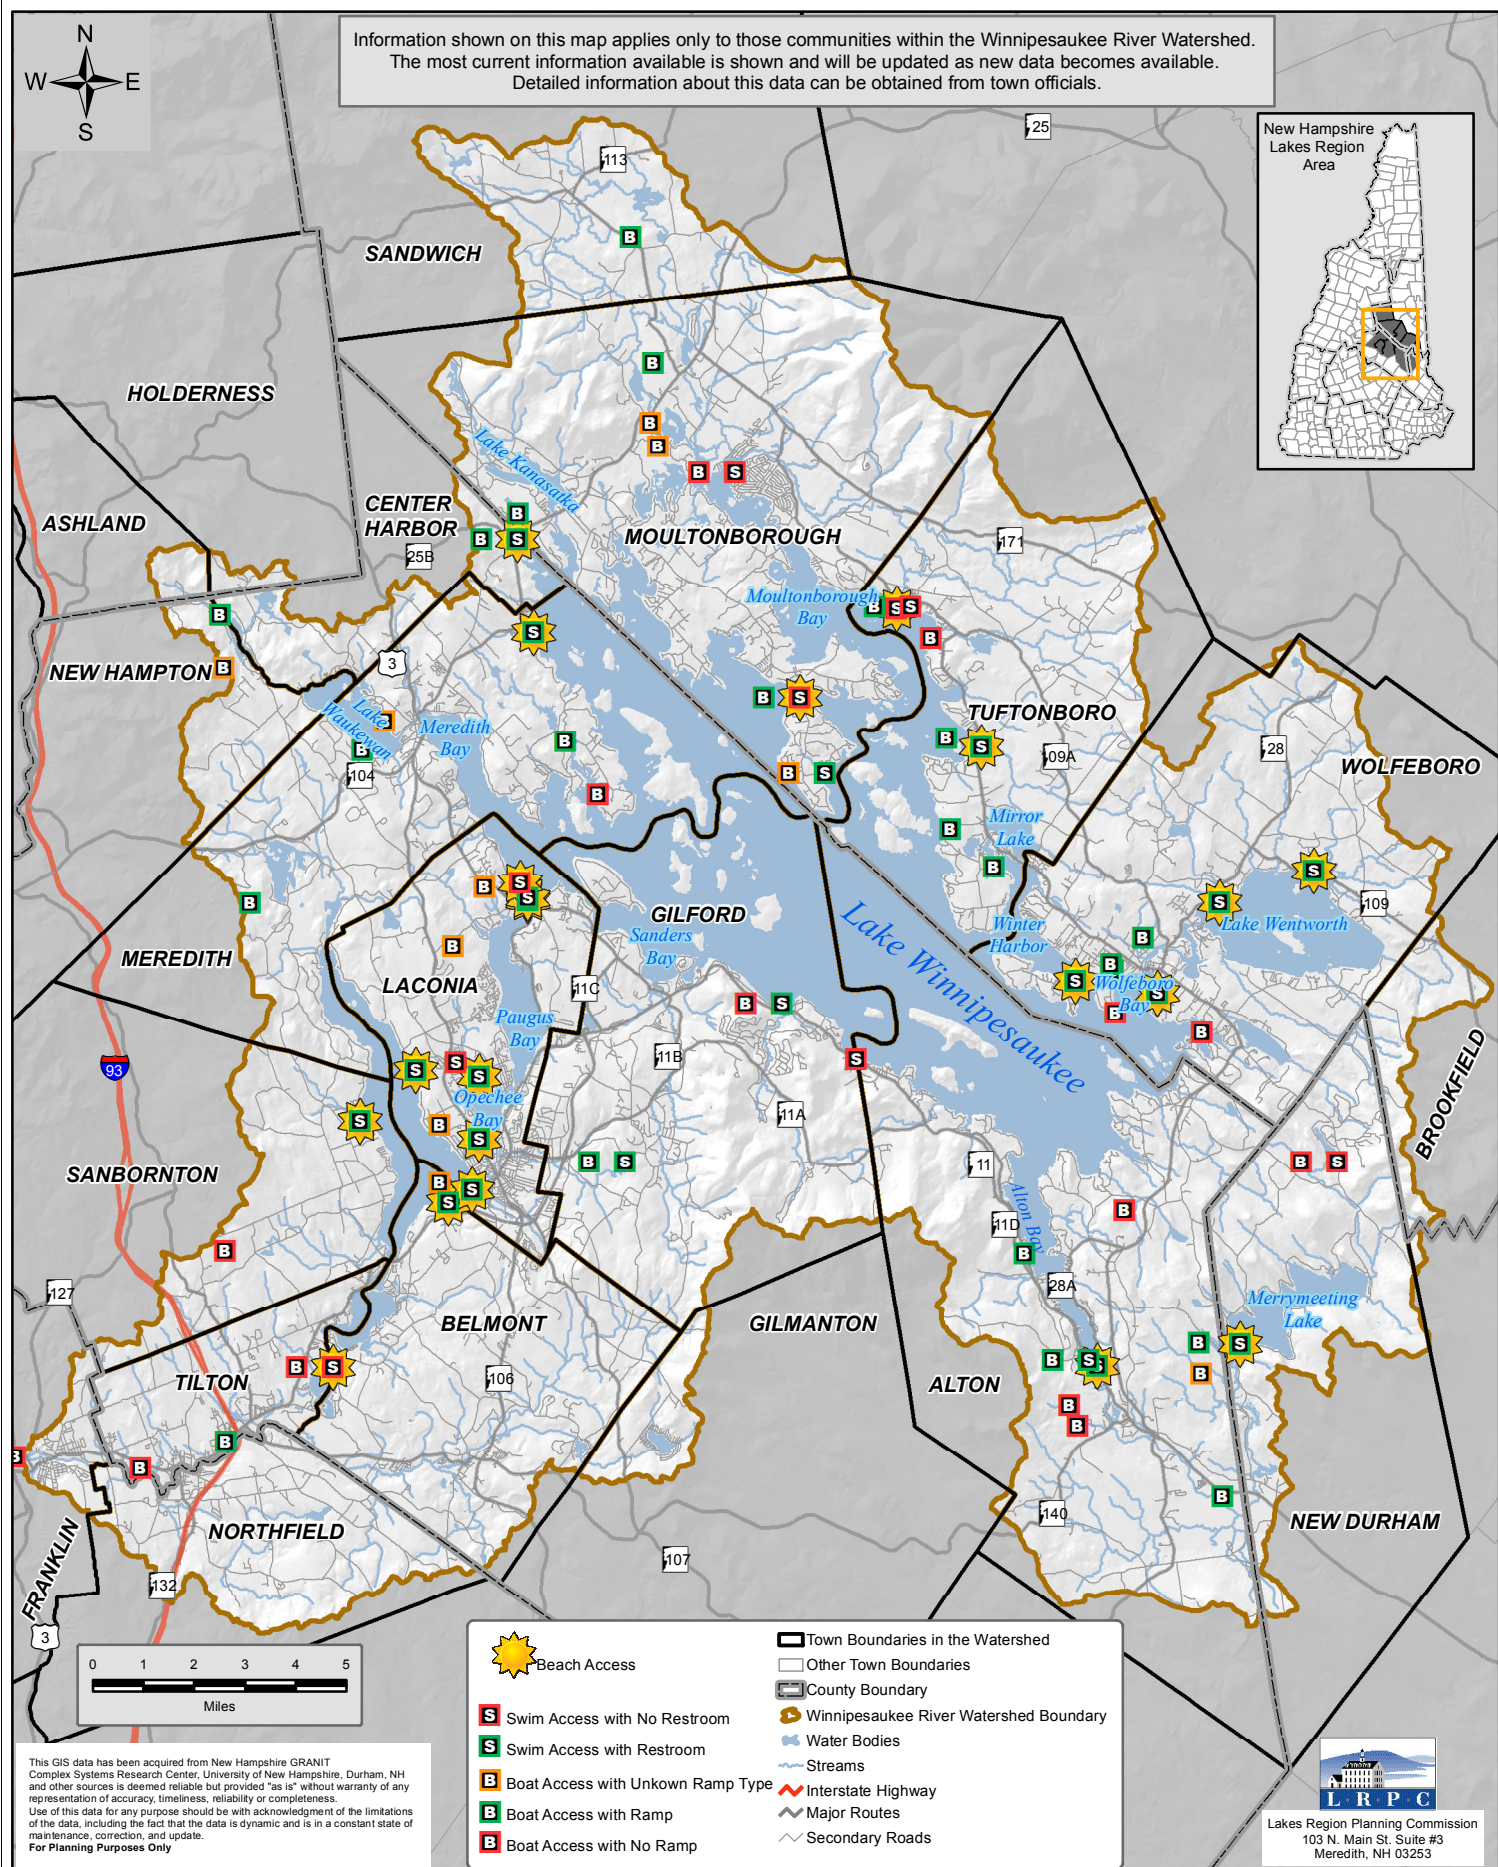 Information shown on this map applies only to those communities within the Winnipesaukee River Watershed.
The most current information available is shown and will be updated as new data becomes available.
Detailed information about this data can be obtained from town officials.
N
W E
S
New Hampshire
Lakes Region
Area
25
113
SANDWICH
HOLDERNESS
ASHLAND
CENTER
HARBOR
25B
Lake Kanasatka
MOULTONBOROUGH
171
Moultonborough
Bay
NEW HAMPTON
3
Lake
Waukewan
Meredith
Bay
104
TUFTONBORO
109A
28
WOLFEBORO
Mirror
Lake
MEREDITH
LACONIA
GILFORD
Sanders
Bay
Lake Winnipesaukee
Winter
Harbor
Lake Wentworth
109
Wolfeboro
Bay
11C
Paugus
Bay
11B
93
Opechee
Bay
11A
BROOKFIELD
SANBORNTON
11
Alton Bay
11D
28A
127
BELMONT
GILMANTON
Merrymeeting
Lake
TILTON
106
ALTON
NORTHFIELD
140
NEW DURHAM
FRANKLIN
107
132
3
0 1 2 3 4 5
Miles
Beach Access
S Swim Access with No Restroom
S Swim Access with Restroom
B Boat Access with Unkown Ramp Type
B Boat Access with Ramp
B Boat Access with No Ramp
Town Boundaries in the Watershed
Other Town Boundaries
County Boundary
Winnipesaukee River Watershed Boundary
Water Bodies
Streams
Interstate Highway
Major Routes
Secondary Roads
This GIS data has been acquired from New Hampshire GRANIT
Complex Systems Research Center, University of New Hampshire, Durham, NH
and other sources is deemed reliable but provided "as is" without warranty of any
representation of accuracy, timeliness, reliability or completeness.
Use of this data for any purpose should be with acknowledgment of the limitations
of the data, including the fact that the data is dynamic and is in a constant state of
maintenance, correction, and update.
For Planning Purposes Only
L·R·P·C
Lakes Region Planning Commission
103 N. Main St. Suite #3
Meredith, NH 03253